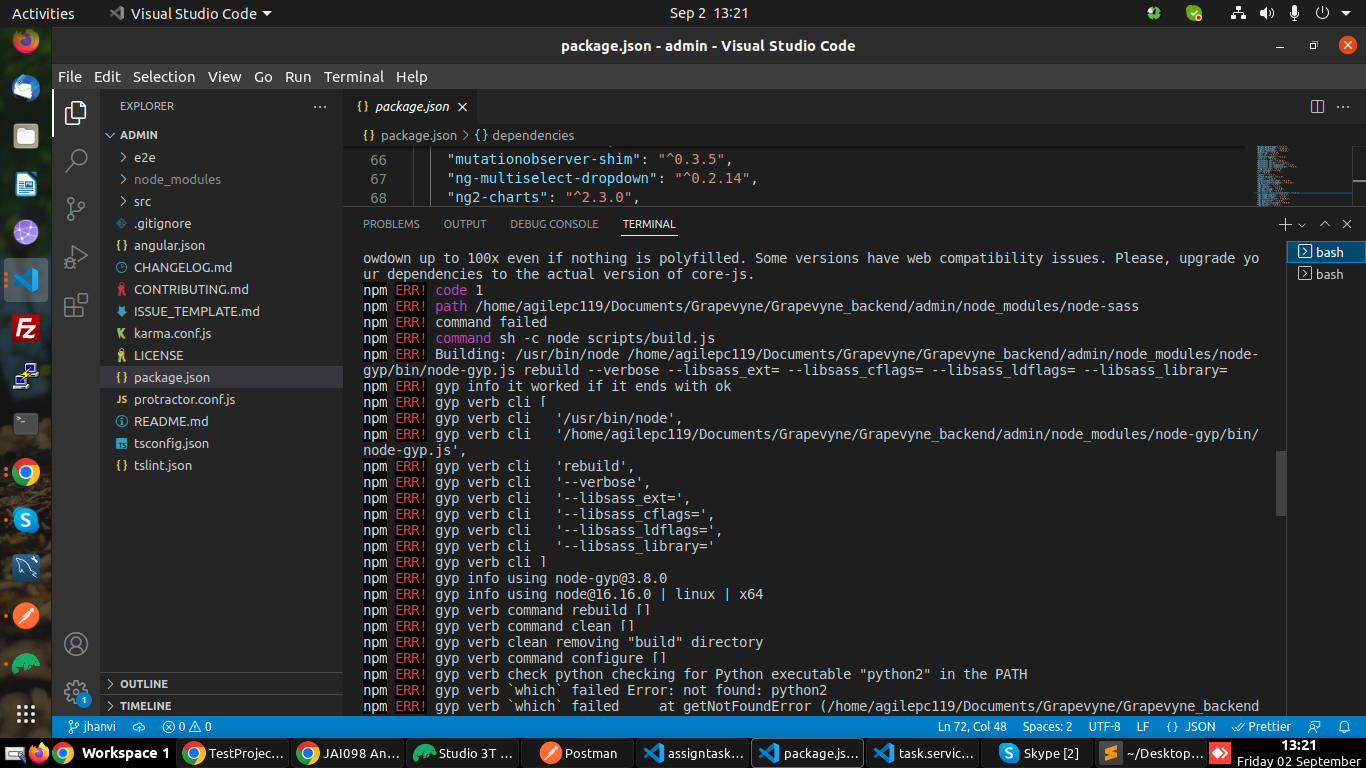 Activities
Visual Studio Code
Sep 2 13:21
package.json - admin - Visual Studio Code
File Edit Selection View Go Run Terminal Help
EXPLORER
ADMIN
e2e
node_modules
src
.gitignore
angular.json
CHANGELOG.md
CONTRIBUTING.md
ISSUE_TEMPLATE.md
karma.conf.js
LICENSE
package.json
protractor.conf.js
README.md
tsconfig.json
tslint.json
OUTLINE
TIMELINE
{} package.json
{} package.json > {} dependencies
66 "mutationobserver-shim": "^0.3.5",
67 "ng-multiselect-dropdown": "^0.2.14",
68 "ng2-charts": "^2.3.0",
PROBLEMS OUTPUT DEBUG CONSOLE TERMINAL
bash
bash
owdown up to 100x even if nothing is polyfilled. Some versions have web compatibility issues. Please, upgrade yo
ur dependencies to the actual version of core-js.
npm ERR! code 1
npm ERR! path /home/agilepc119/Documents/Grapevyne/Grapevyne_backend/admin/node_modules/node-sass
npm ERR! command failed
npm ERR! command sh -c node scripts/build.js
npm ERR! Building: /usr/bin/node /home/agilepc119/Documents/Grapevyne/Grapevyne_backend/admin/node_modules/node-
gyp/bin/node-gyp.js rebuild --verbose --libsass_ext= --libsass_cflags= --libsass_ldflags= --libsass_library=
npm ERR! gyp info it worked if it ends with ok
npm ERR! gyp verb cli [
npm ERR! gyp verb cli   '/usr/bin/node',
npm ERR! gyp verb cli   '/home/agilepc119/Documents/Grapevyne/Grapevyne_backend/admin/node_modules/node-gyp/bin/
node-gyp.js',
npm ERR! gyp verb cli   'rebuild',
npm ERR! gyp verb cli   '--verbose',
npm ERR! gyp verb cli   '--libsass_ext=',
npm ERR! gyp verb cli   '--libsass_cflags=',
npm ERR! gyp verb cli   '--libsass_ldflags=',
npm ERR! gyp verb cli   '--libsass_library='
npm ERR! gyp verb cli ]
npm ERR! gyp info using node-gyp@3.8.0
npm ERR! gyp info using node@16.16.0 | linux | x64
npm ERR! gyp verb command rebuild []
npm ERR! gyp verb command clean []
npm ERR! gyp verb clean removing "build" directory
npm ERR! gyp verb command configure []
npm ERR! gyp verb check python checking for Python executable "python2" in the PATH
npm ERR! gyp verb `which` failed Error: not found: python2
npm ERR! gyp verb `which` failed     at getNotFoundError (/home/agilepc119/Documents/Grapevyne/Grapevyne_backend
1
jhanvi 0 0 Ln 72, Col 48 Spaces: 2 UTF-8 LF {} JSON Prettier
Workspace 1 TestProjec... JAI098 An... Studio 3T ... Postman assigntask... package.js... task.servic... Skype [2] ~/Desktop... 13:21
Friday 02 September